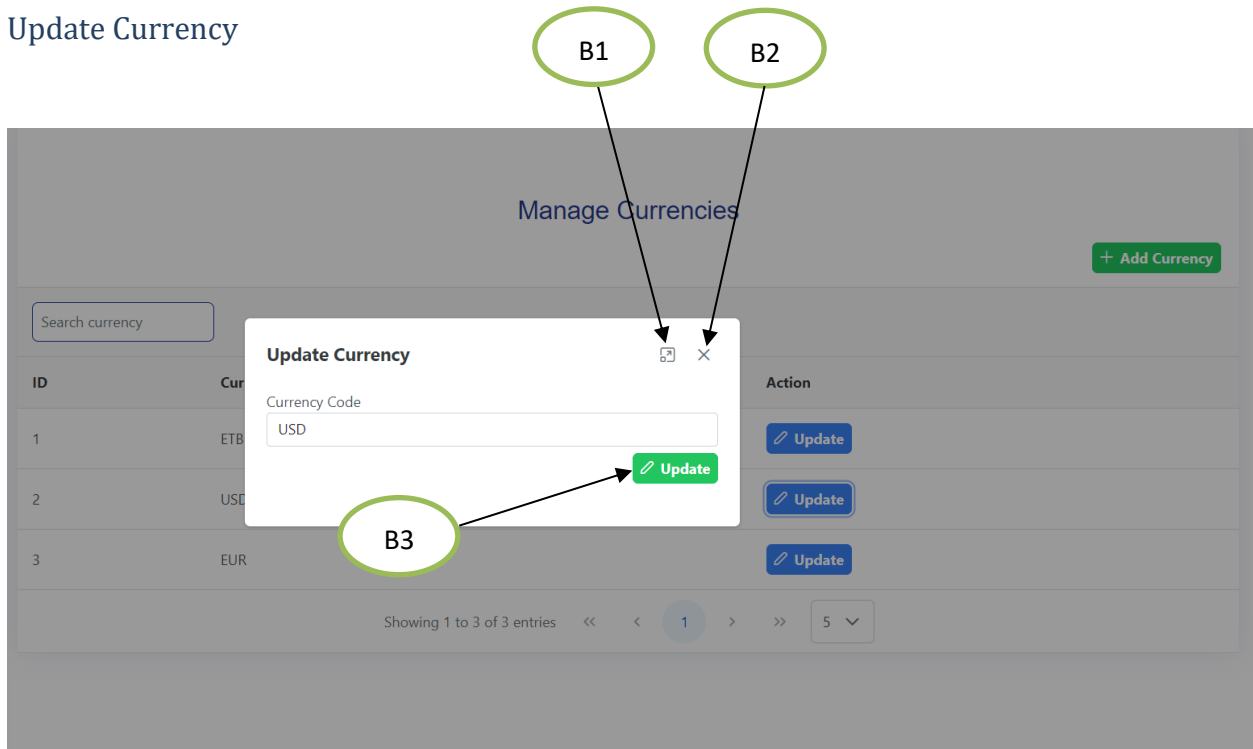 Update Currency
B1
B2
Manage Currencies
+ Add Currency
Search currency
Update Currency
ID
Cur
Action
Currency Code
USD
1
ETB
Update
Update
2
USD
Update
B3
3
EUR
Update
Showing 1 to 3 of 3 entries << < 1 > >> 5